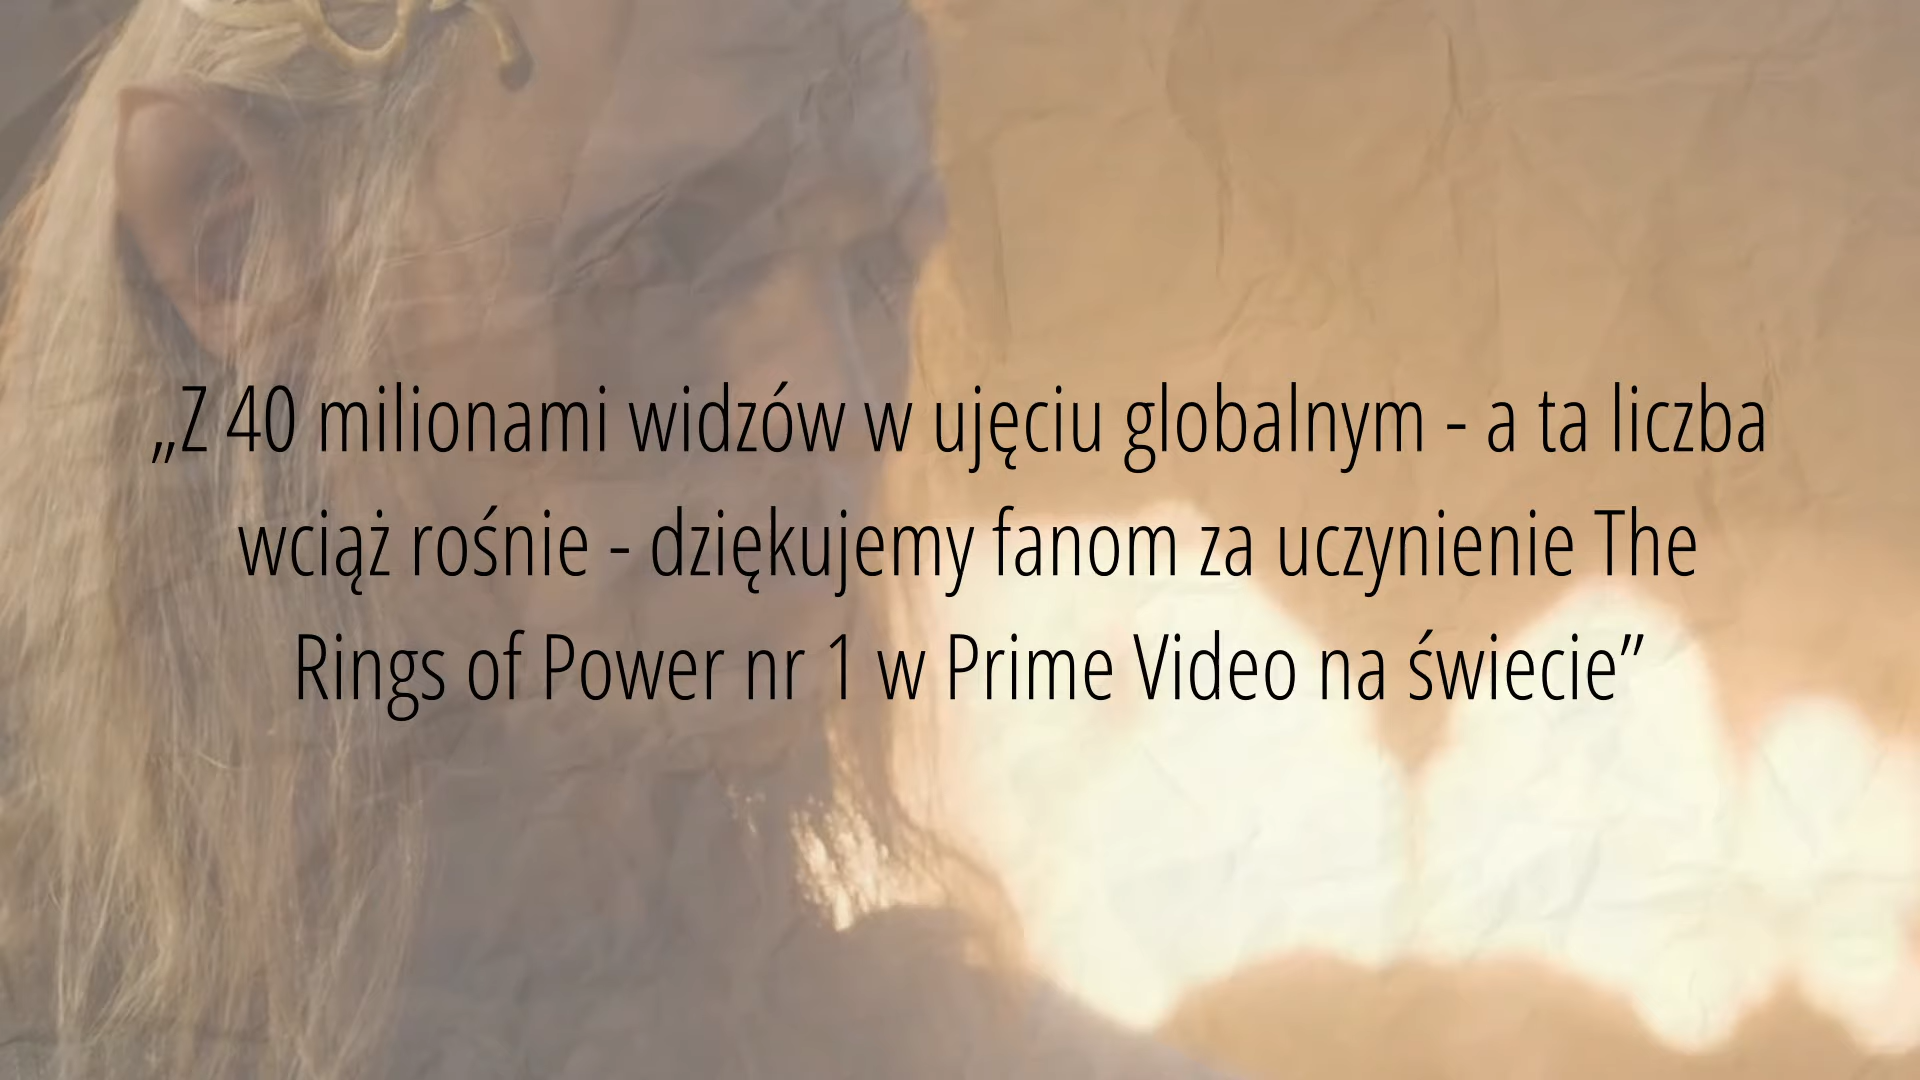 „Z 40 milionami widzów w ujęciu globalnym - a ta liczba
wciąż rośnie - dziękujemy fanom za uczynienie The
Rings of Power nr 1 w Prime Video na świecie”